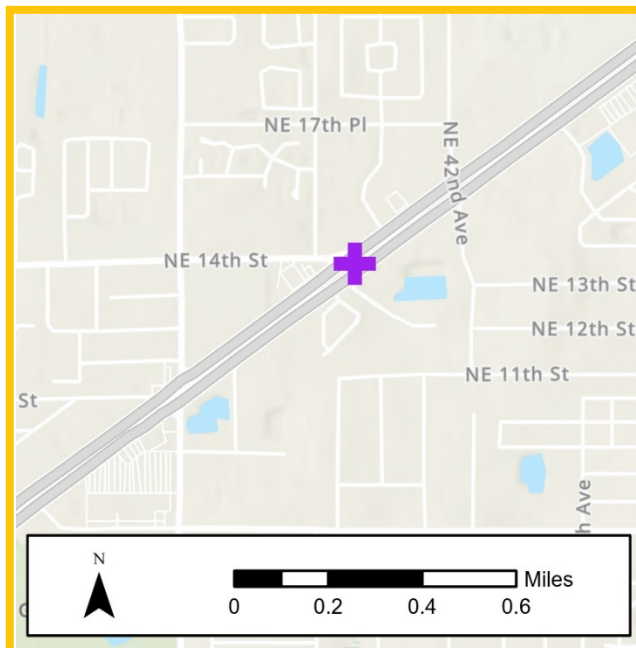 NE 17th Pl
NE 42nd Ave
NE 14th St
NE 13th St
NE 12th St
NE 11th St
St
h Ave
N
Miles
0 0.2 0.4 0.6